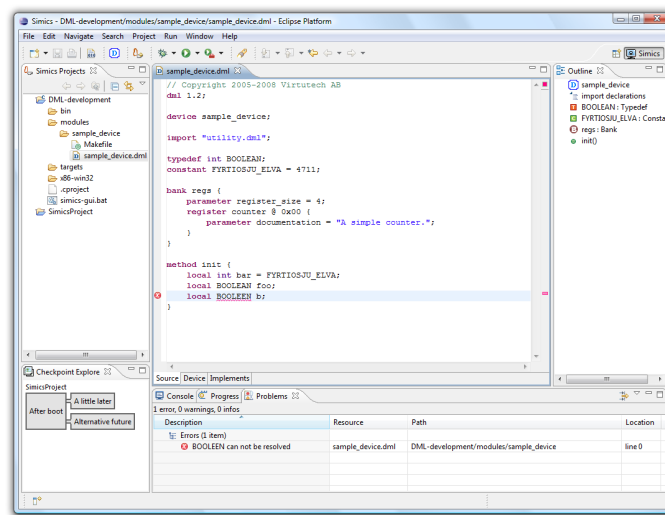 Simics - DML-development/modules/sample_device/sample_device.dml - Eclipse Platform
File Edit Navigate Search Project Run Window Help
Simics
Simics Projects
DML-development
bin
modules
sample_device
Makefile
sample_device.dml
targets
x86-win32
.cproject
simics-gui.bat
SimicsProject
sample_device.dml
// Copyright 2005-2008 Virtutech AB
dml 1.2;
device sample_device;
import "utility.dml";
typedef int BOOLEAN;
constant FYRTIOSJU_ELVA = 4711;
bank regs {
parameter register_size = 4;
register counter @ 0x00 {
parameter documentation = "A simple counter.";
}
}
method init {
local int bar = FYRTIOSJU_ELVA;
local BOOLEAN foo;
local BOOLEEN b;
}
Source Device Implements
Outline
sample_device
import declarations
BOOLEAN : Typedef
FYRTIOSJU_ELVA : Consta
regs : Bank
init()
Checkpoint Explore
SimicsProject
After boot
A little later
Alternative future
Console Progress Problems
1 error, 0 warnings, 0 infos
Description Resource Path Location
Errors (1 item)
BOOLEEN can not be resolved sample_device.dml DML-development/modules/sample_device line 0